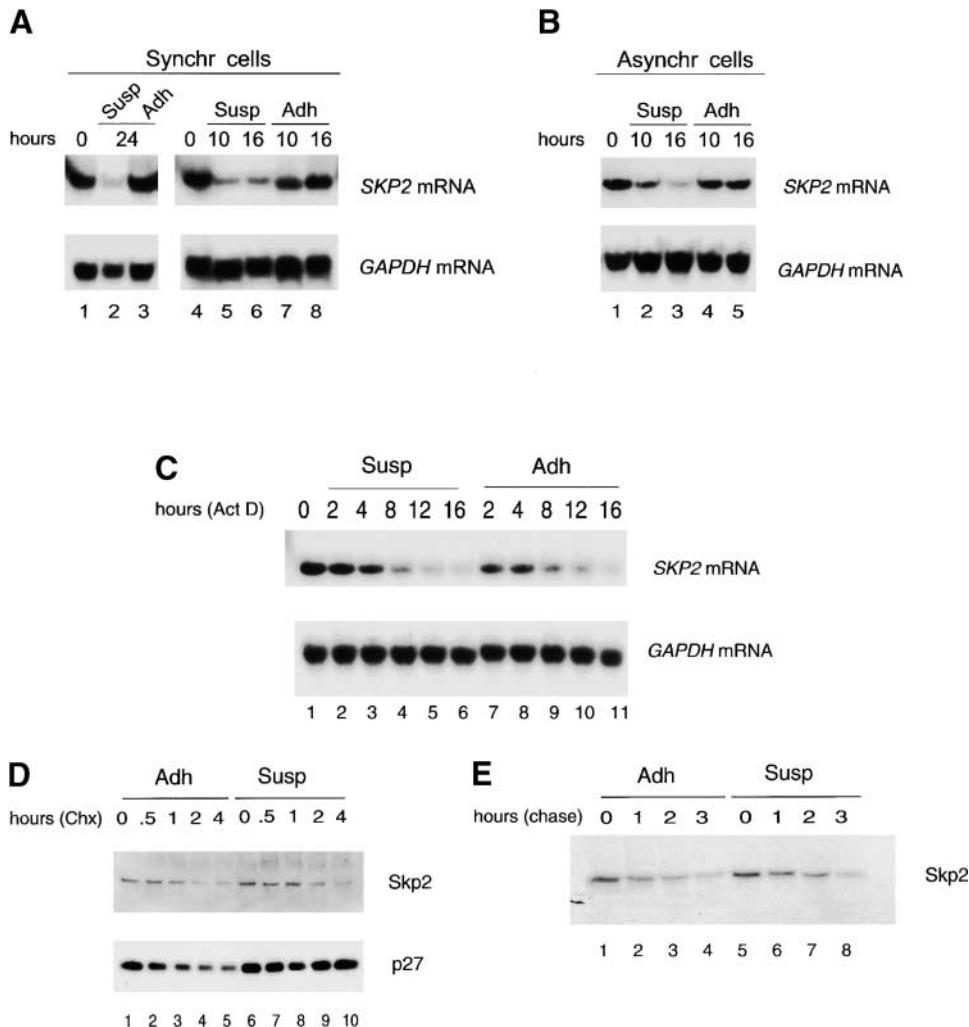 A
Synchr cells
Susp Adh Susp Adh
hours 0 24 0 10 16 10 16
SKP2 mRNA
GAPDH mRNA
1 2 3 4 5 6 7 8
B
Asynchr cells
Susp Adh
hours 0 10 16 10 16
SKP2 mRNA
GAPDH mRNA
1 2 3 4 5
C
Susp Adh
hours (Act D) 0 2 4 8 12 16 2 4 8 12 16
SKP2 mRNA
GAPDH mRNA
1 2 3 4 5 6 7 8 9 10 11
D
Adh Susp
hours (Chx) 0 .5 1 2 4 0 .5 1 2 4
Skp2
p27
1 2 3 4 5 6 7 8 9 10
E
Adh Susp
hours (chase) 0 1 2 3 0 1 2 3
Skp2
1 2 3 4 5 6 7 8